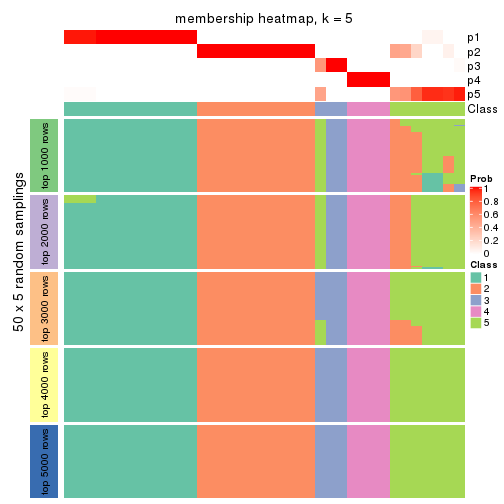 membership heatmap, k = 5
p1
p2
p3
p4
p5
Class
50 x 5 random samplings
top 1000 rows
top 2000 rows
top 3000 rows
top 4000 rows
top 5000 rows
Prob
1
0.8
0.6
0.4
0.2
0
Class
1
2
3
4
5